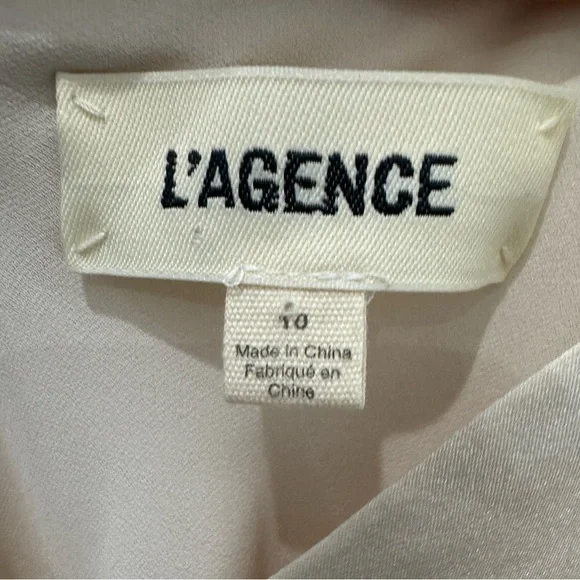 L'AGENCE
10
Made in China
Fabriqué en
Chine